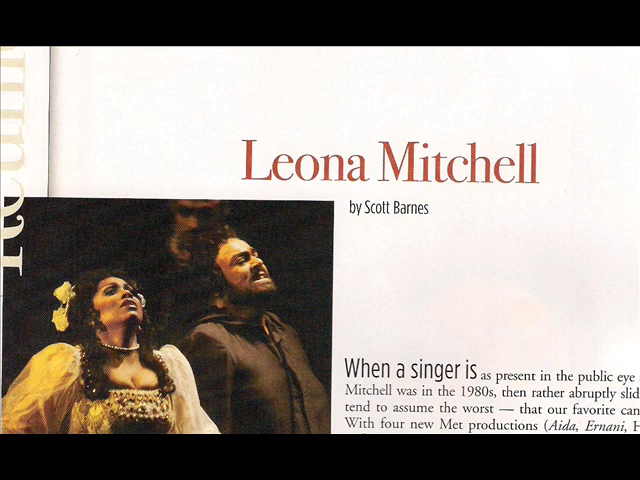 Leona Mitchell
by Scott Barnes
When a singer is as present in the public eye
Mitchell was in the 1980s, then rather abruptly slid
tend to assume the worst — that our favorite can
With four new Met productions (Aida, Ernani, H